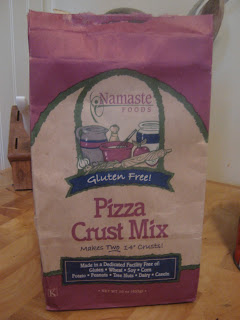 Namaste
FOODS
Gluten Free!
Pizza
Crust Mix
Makes Two 14" Crusts!
Made in a Dedicated Facility Free of:
Gluten • Wheat • Soy • Corn
Potato • Peanuts • Tree Nuts • Dairy • Casein
K